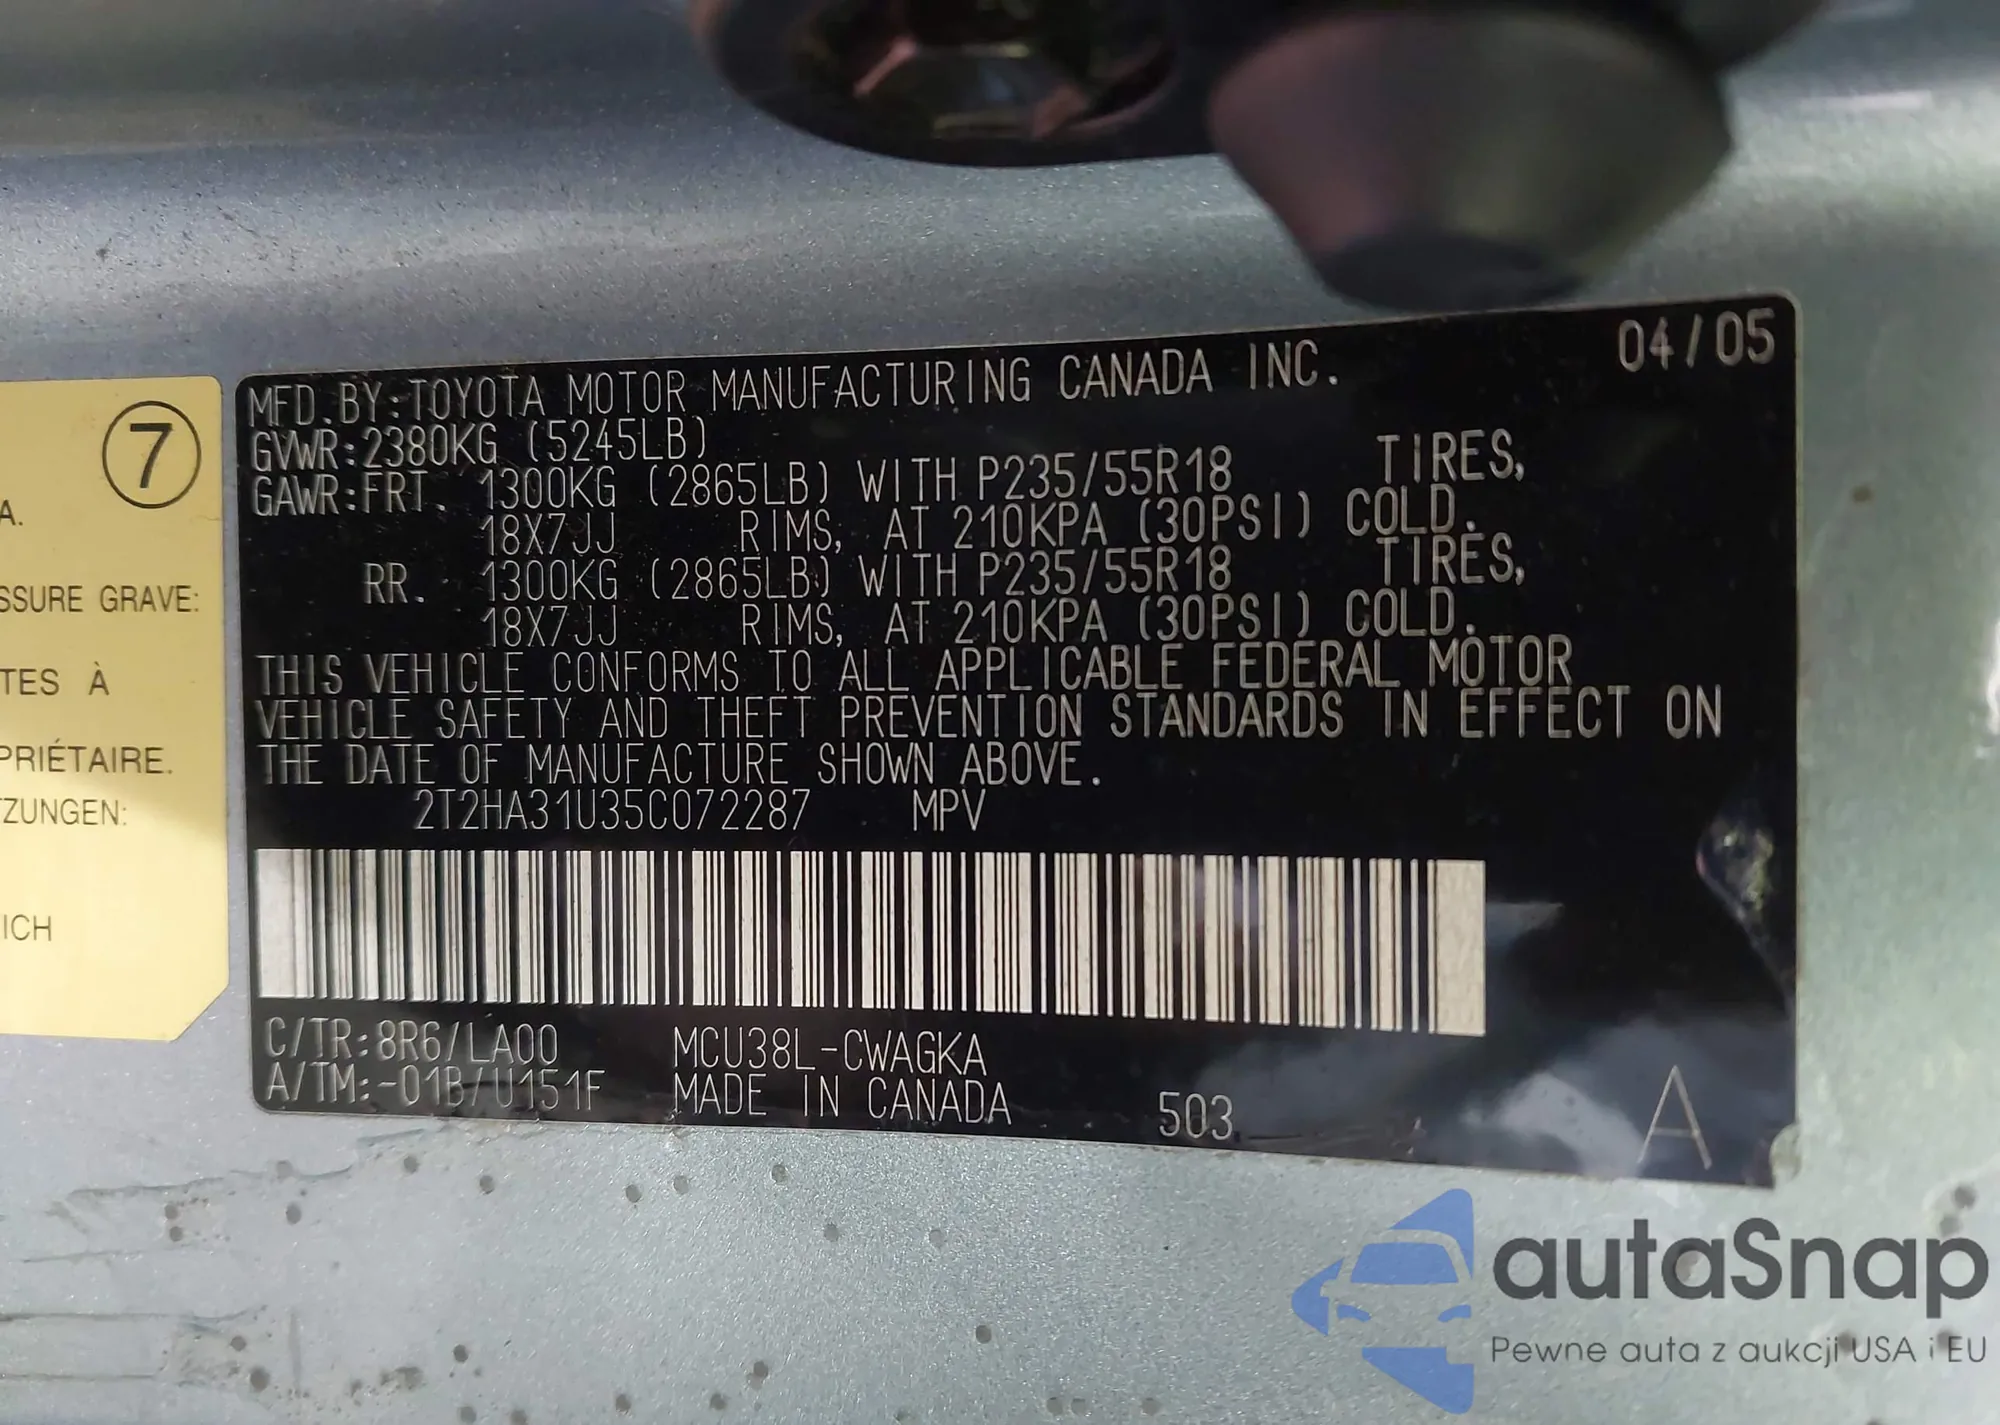 7
A.
SSURE GRAVE:
TES À
PRIÉTAIRE.
TZUNGEN:
ICH
04/05
MFD.BY:TOYOTA MOTOR MANUFACTURING CANADA INC.
GVWR:2380KG (5245LB)
GAWR:FRT. 1300KG (2865LB) WITH P235/55R18 TIRES,
18X7JJ RIMS, AT 210KPA (30PSI) COLD.
RR. 1300KG (2865LB) WITH P235/55R18 TIRES,
18X7JJ RIMS, AT 210KPA (30PSI) COLD.
THIS VEHICLE CONFORMS TO ALL APPLICABLE FEDERAL MOTOR
VEHICLE SAFETY AND THEFT PREVENTION STANDARDS IN EFFECT ON
THE DATE OF MANUFACTURE SHOWN ABOVE.
2T2HA31U35C072287 MPV
C/TR:8R6/LA00 MCU38L-CWAGKA
A/TM:-01B/U151F MADE IN CANADA 503 A
autaSnap
Pewne auta z aukcji USA i EU